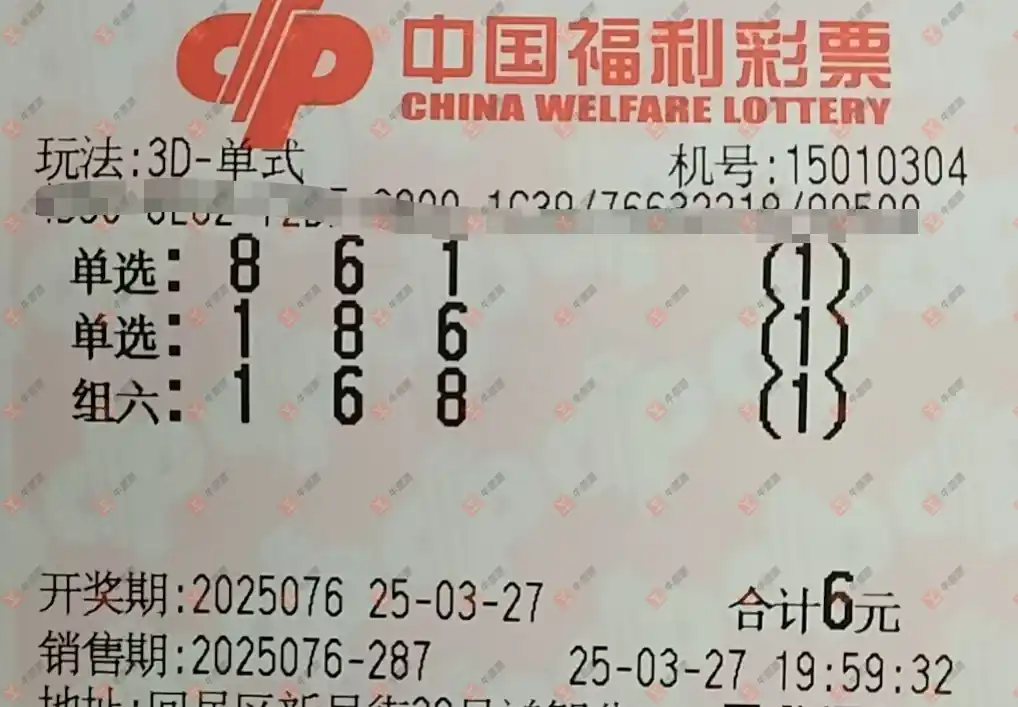 中国福利彩票
CHINA WELFARE LOTTERY
玩法:3D-单式 机号:15010304
单选: 8 6 1 (1)
单选: 1 8 6 (1)
组六: 1 6 8 (1)
开奖期:2025076 25-03-27 合计6元
销售期:2025076-287 25-03-27 19:59:32